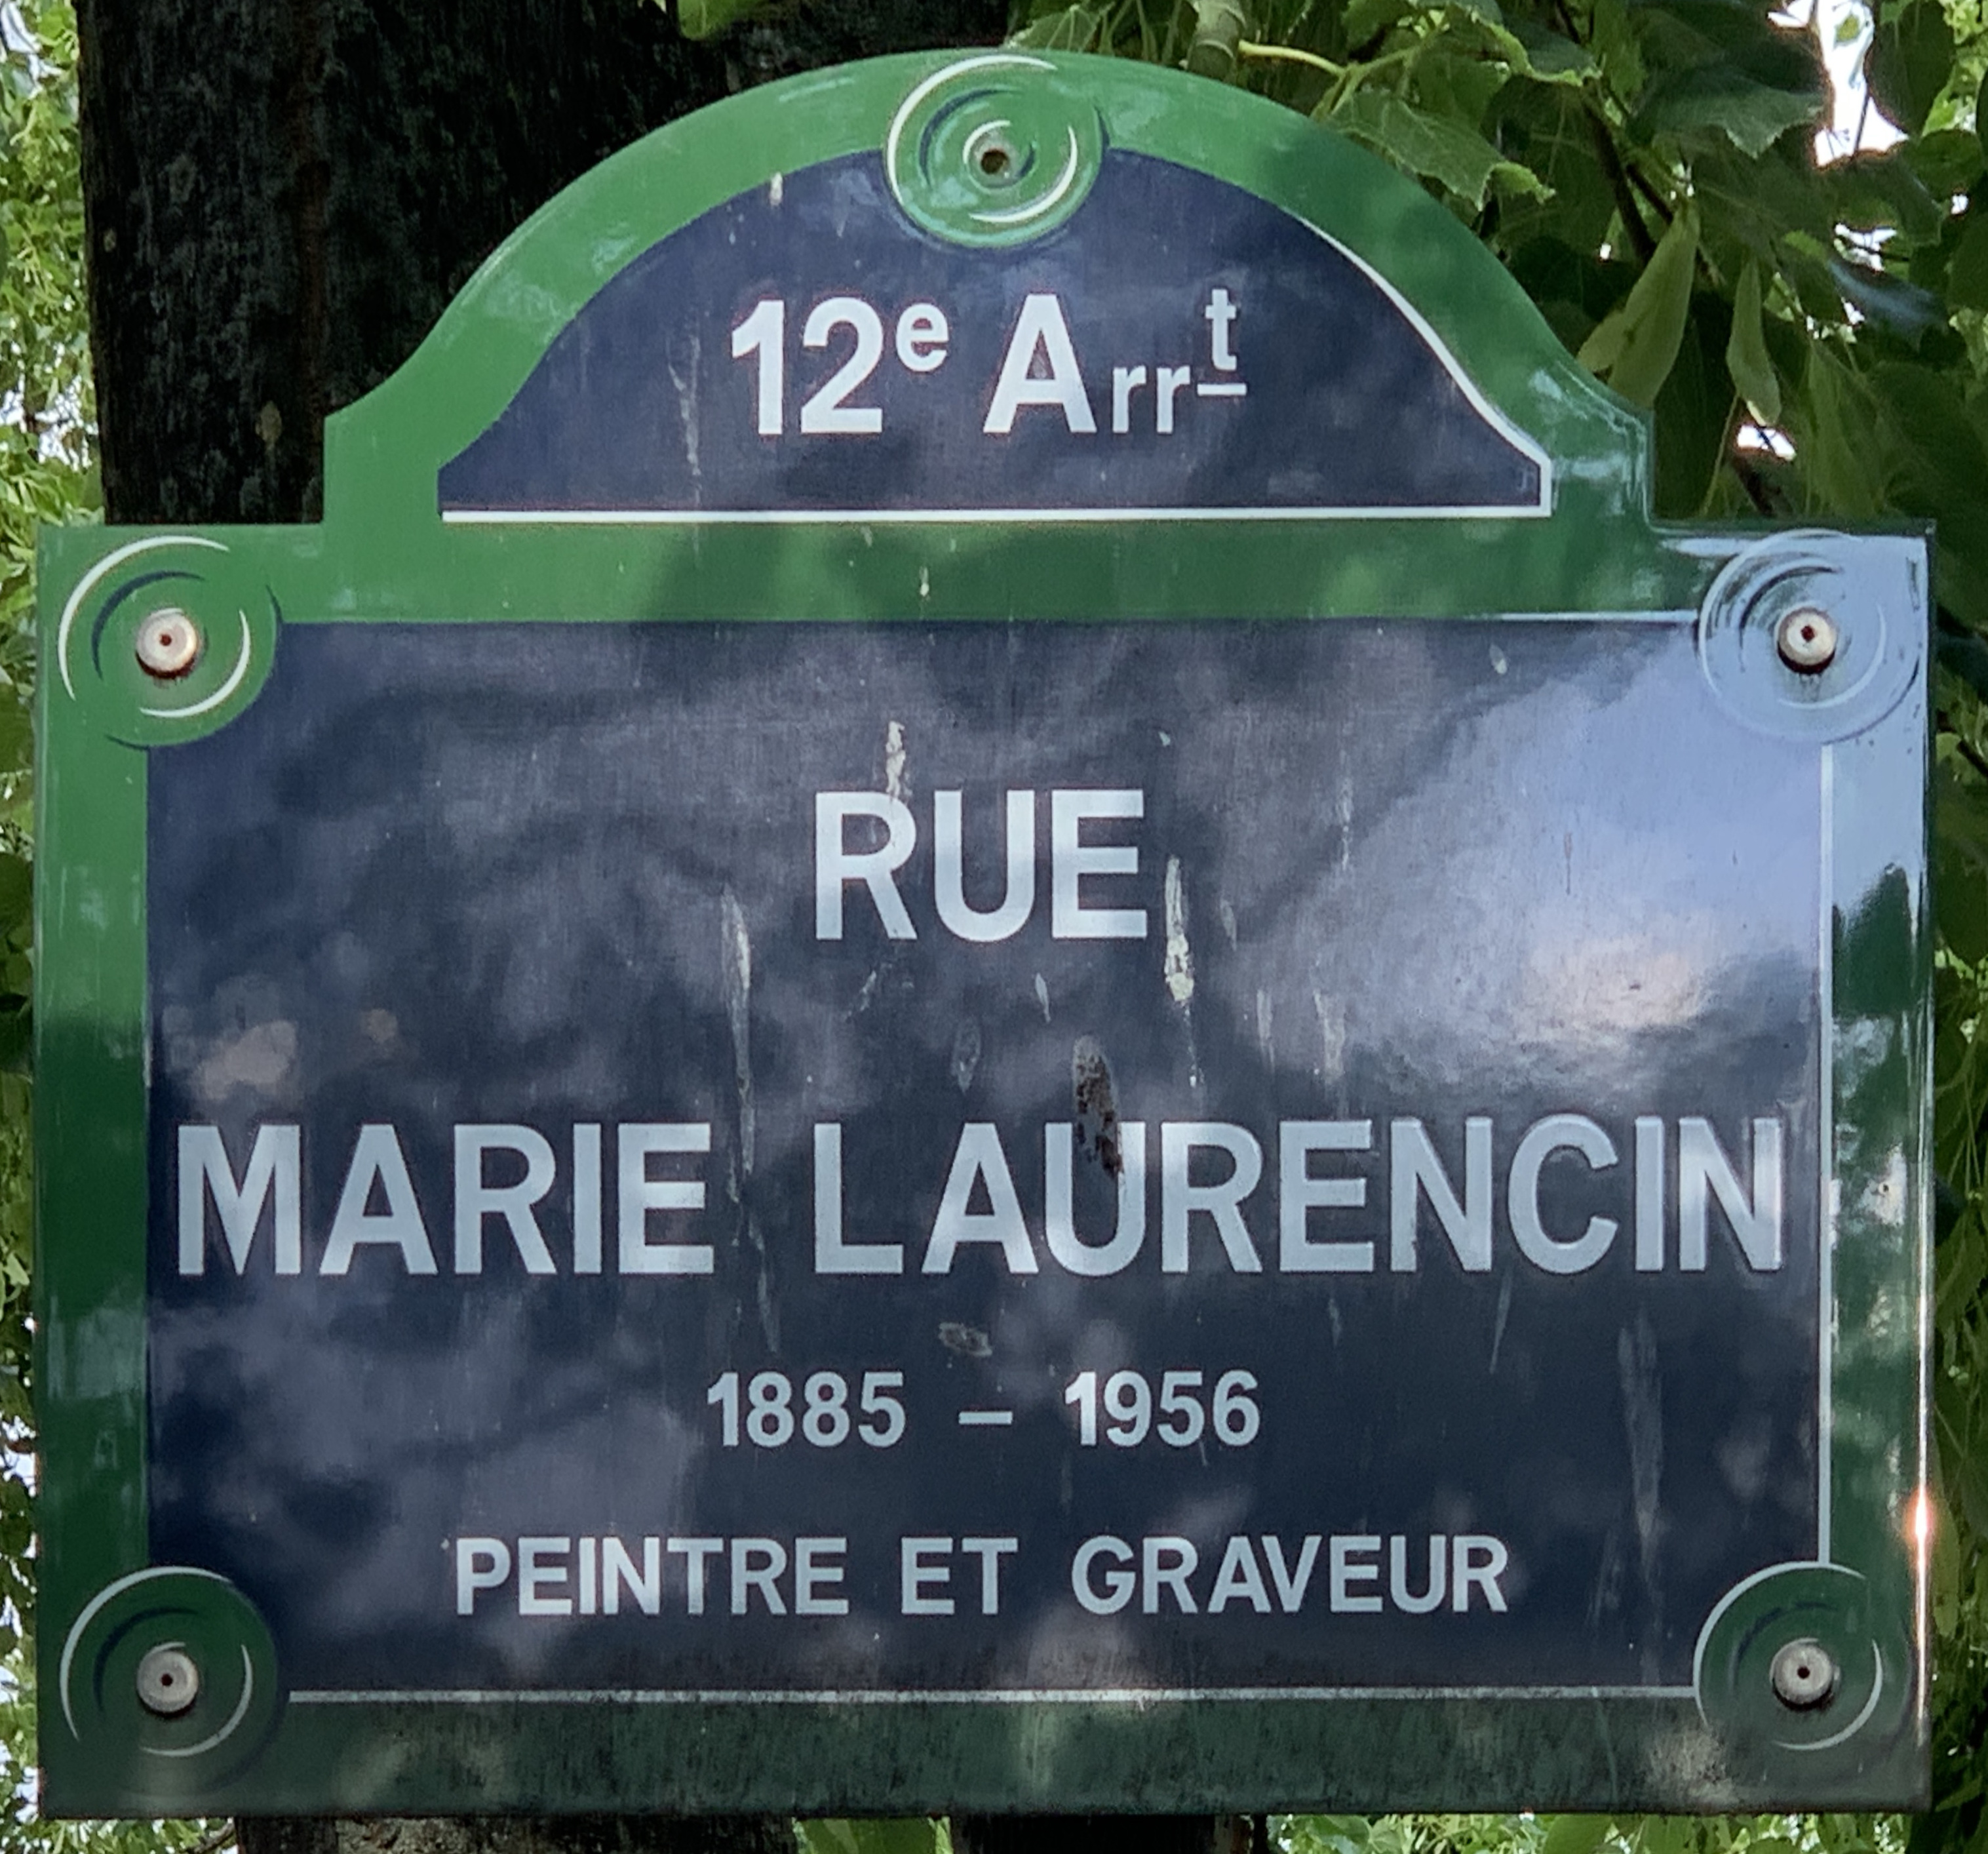 12e Arrt
RUE
MARIE LAURENCIN
1885 – 1956
PEINTRE ET GRAVEUR